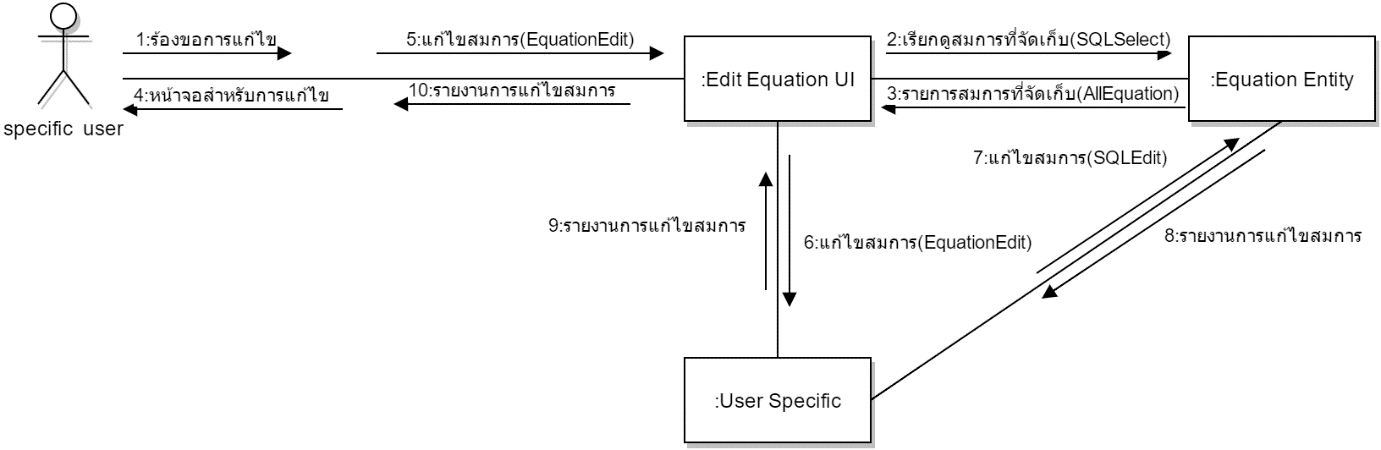 1:ร้องขอการแก้ไข
5:แก้ไขสมการ(EquationEdit)
2:เรียกดูสมการที่จัดเก็บ(SQLSelect)
:Edit Equation UI
:Equation Entity
4:หน้าจอสำหรับการแก้ไข
10:รายงานการแก้ไขสมการ
3:รายการสมการที่จัดเก็บ(AllEquation)
specific user
7:แก้ไขสมการ(SQLEdit)
9:รายงานการแก้ไขสมการ
6:แก้ไขสมการ(EquationEdit)
8:รายงานการแก้ไขสมการ
:User Specific